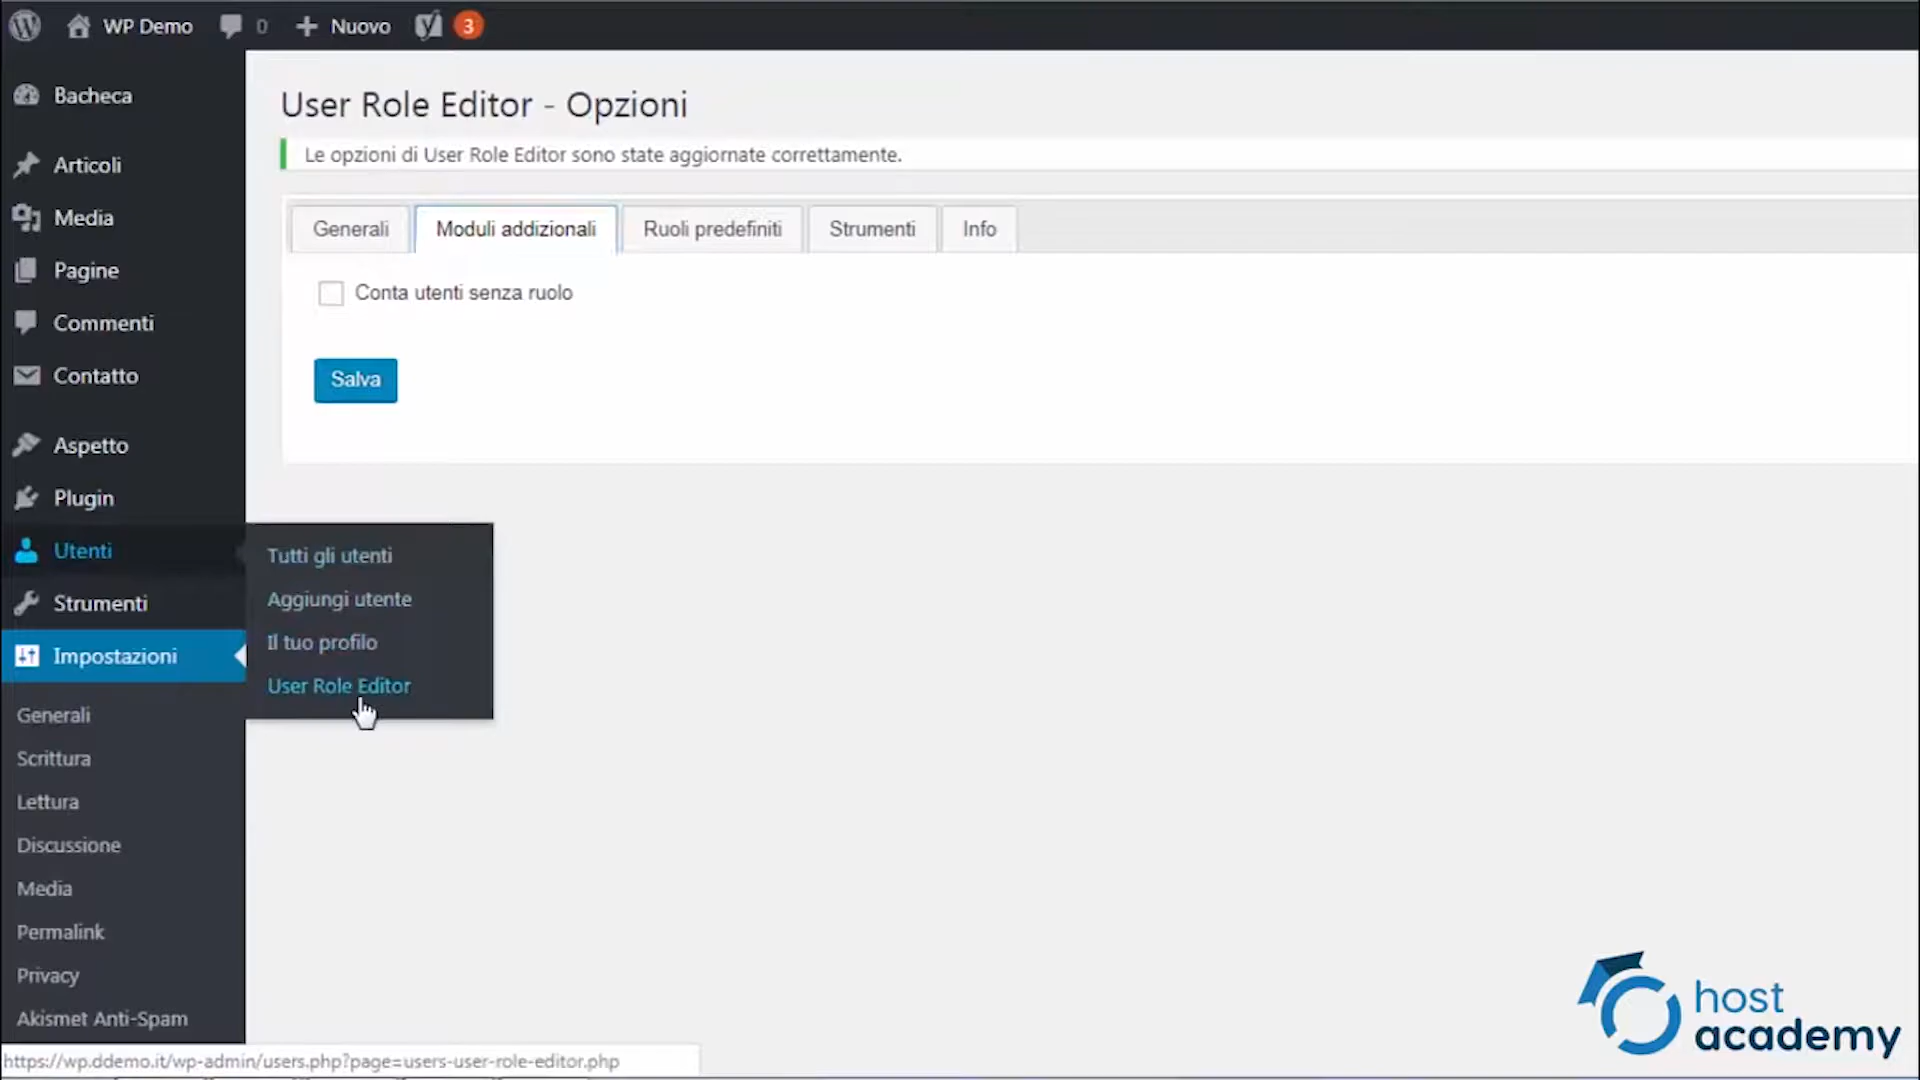 WP Demo 0 Nuovo 3
Bacheca
Articoli
Media
Pagine
Commenti
Contatto
Aspetto
Plugin
Utenti
Strumenti
Impostazioni
Generali
Scrittura
Lettura
Discussione
Media
Permalink
Privacy
Akismet Anti-Spam
Tutti gli utenti
Aggiungi utente
Il tuo profilo
User Role Editor
User Role Editor - Opzioni
Le opzioni di User Role Editor sono state aggiornate correttamente.
Generali Moduli addizionali Ruoli predefiniti Strumenti Info
Conta utenti senza ruolo
Salva
host
academy
https://wp.ddemo.it/wp-admin/users.php?page=users-user-role-editor.php